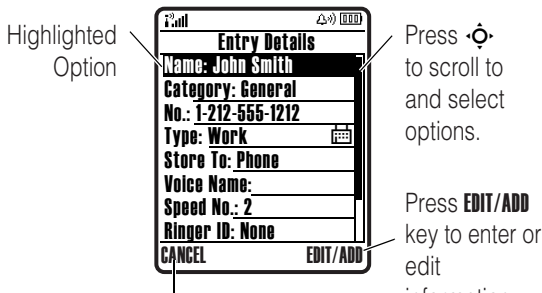 Highlighted
Option
Entry Details
Name: John Smith
Category: General
No.: 1-212-555-1212
Type: Work
Store To: Phone
Voice Name:
Speed No.: 2
Ringer ID: None
CANCEL EDIT/ADD
Press
to scroll to
and select
options.
Press EDIT/ADD
key to enter or
edit
information